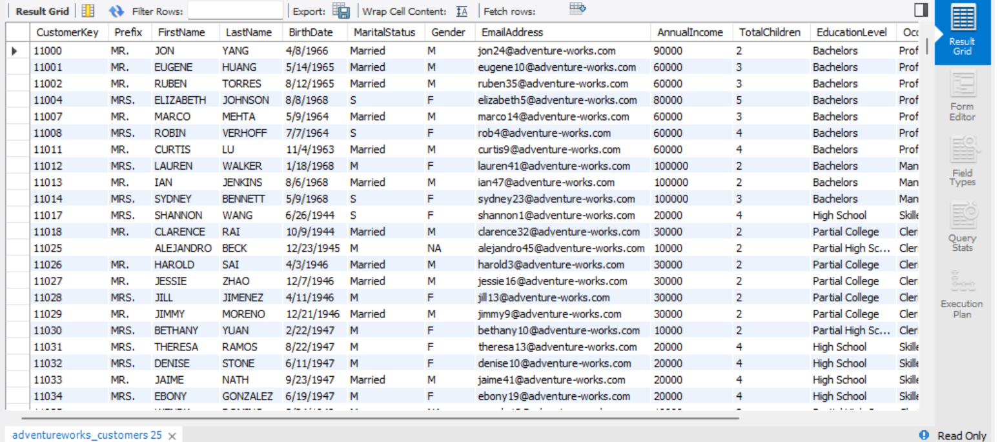 Result Grid Filter Rows: Export: Wrap Cell Content: Fetch rows:
CustomerKey Prefix FirstName LastName BirthDate MaritalStatus Gender EmailAddress AnnualIncome TotalChildren EducationLevel Occ
11000 MR. JON YANG 4/8/1966 Married M jon24@adventure-works.com 90000 2 Bachelors Prof
11001 MR. EUGENE HUANG 5/14/1965 Married M eugene10@adventure-works.com 60000 3 Bachelors Prof
11002 MR. RUBEN TORRES 8/12/1965 Married M ruben35@adventure-works.com 60000 3 Bachelors Prof
11004 MRS. ELIZABETH JOHNSON 8/8/1968 S F elizabeth5@adventure-works.com 80000 5 Bachelors Prof
11007 MR. MARCO MEHTA 5/9/1964 Married M marco14@adventure-works.com 60000 3 Bachelors Prof
11008 MRS. ROBIN VERHOFF 7/7/1964 S F rob4@adventure-works.com 60000 4 Bachelors Prof
11011 MR. CURTIS LU 11/4/1963 Married M curtis9@adventure-works.com 60000 4 Bachelors Prof
11012 MRS. LAUREN WALKER 1/18/1968 M F lauren41@adventure-works.com 100000 2 Bachelors Man
11013 MR. IAN JENKINS 8/6/1968 Married M ian47@adventure-works.com 100000 2 Bachelors Man
11014 MRS. SYDNEY BENNETT 5/9/1968 S F sydney23@adventure-works.com 100000 3 Bachelors Man
11017 MRS. SHANNON WANG 6/26/1944 S F shannon1@adventure-works.com 20000 4 High School Skille
11018 MR. CLARENCE RAI 10/9/1944 Married M clarence32@adventure-works.com 30000 2 Partial College Cler
11025 ALEJANDRO BECK 12/23/1945 M NA alejandro45@adventure-works.com 10000 2 Partial High Sc... Cler
11026 MR. HAROLD SAI 4/3/1946 Married M harold3@adventure-works.com 30000 2 Partial College Cler
11027 MR. JESSIE ZHAO 12/7/1946 Married M jessie16@adventure-works.com 30000 2 Partial College Cler
11028 MRS. JILL JIMENEZ 4/11/1946 M F jill13@adventure-works.com 30000 2 Partial College Cler
11029 MR. JIMMY MORENO 12/21/1946 Married M jimmy9@adventure-works.com 30000 2 Partial College Cler
11030 MRS. BETHANY YUAN 2/22/1947 M F bethany10@adventure-works.com 10000 2 Partial High Sc... Cler
11031 MRS. THERESA RAMOS 8/22/1947 M F theresa13@adventure-works.com 20000 4 High School Skille
11032 MRS. DENISE STONE 6/11/1947 M F denise10@adventure-works.com 20000 4 High School Skille
11033 MR. JAIME NATH 9/23/1947 Married M jaime41@adventure-works.com 20000 4 High School Skille
11034 MRS. EBONY GONZALEZ 6/19/1947 M F ebony19@adventure-works.com 20000 4 High School Skille
adventureworks_customers 25
Read Only
Result
Grid
Form
Editor
Field
Types
Query
Stats
Execution
Plan